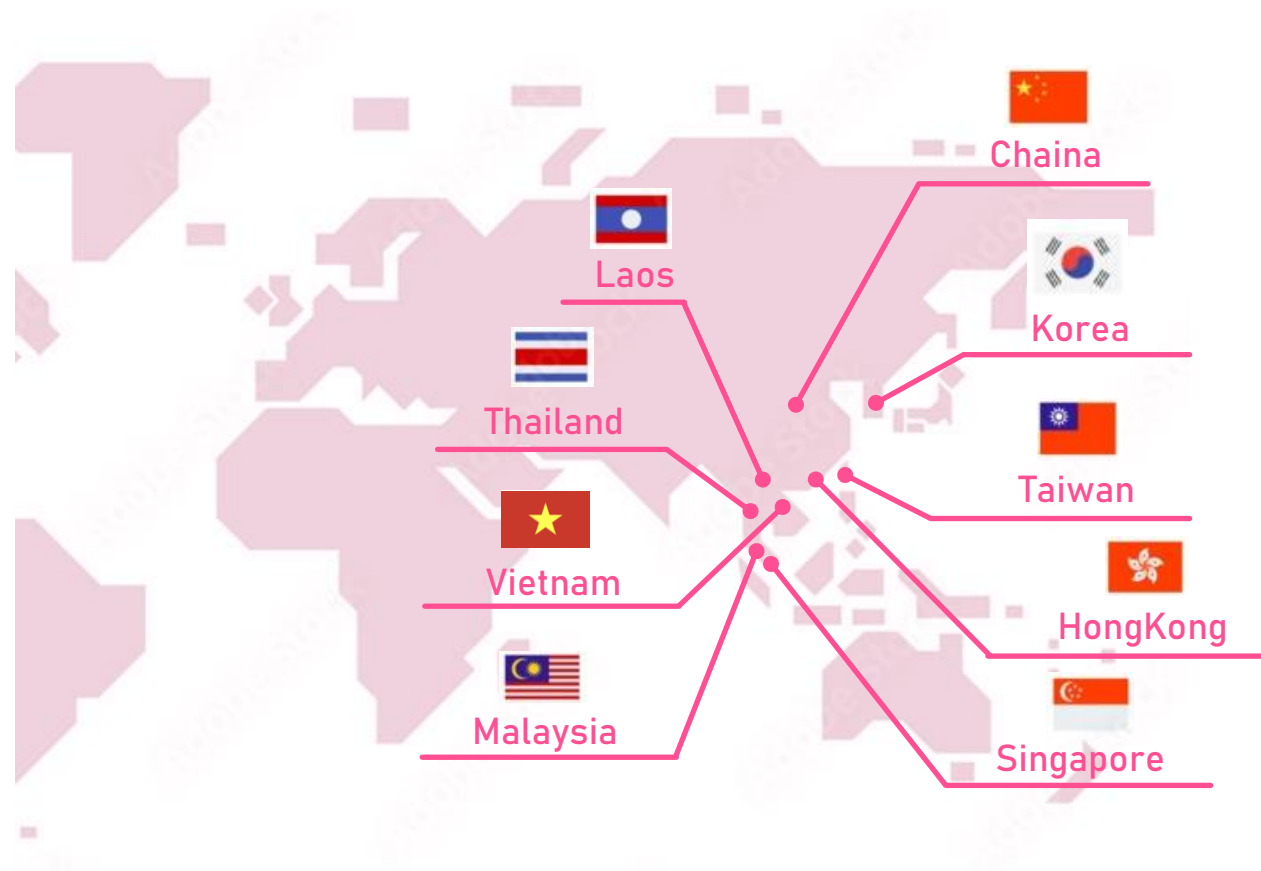 Chaina
Laos
Korea
Thailand
Taiwan
Vietnam
HongKong
Malaysia
Singapore